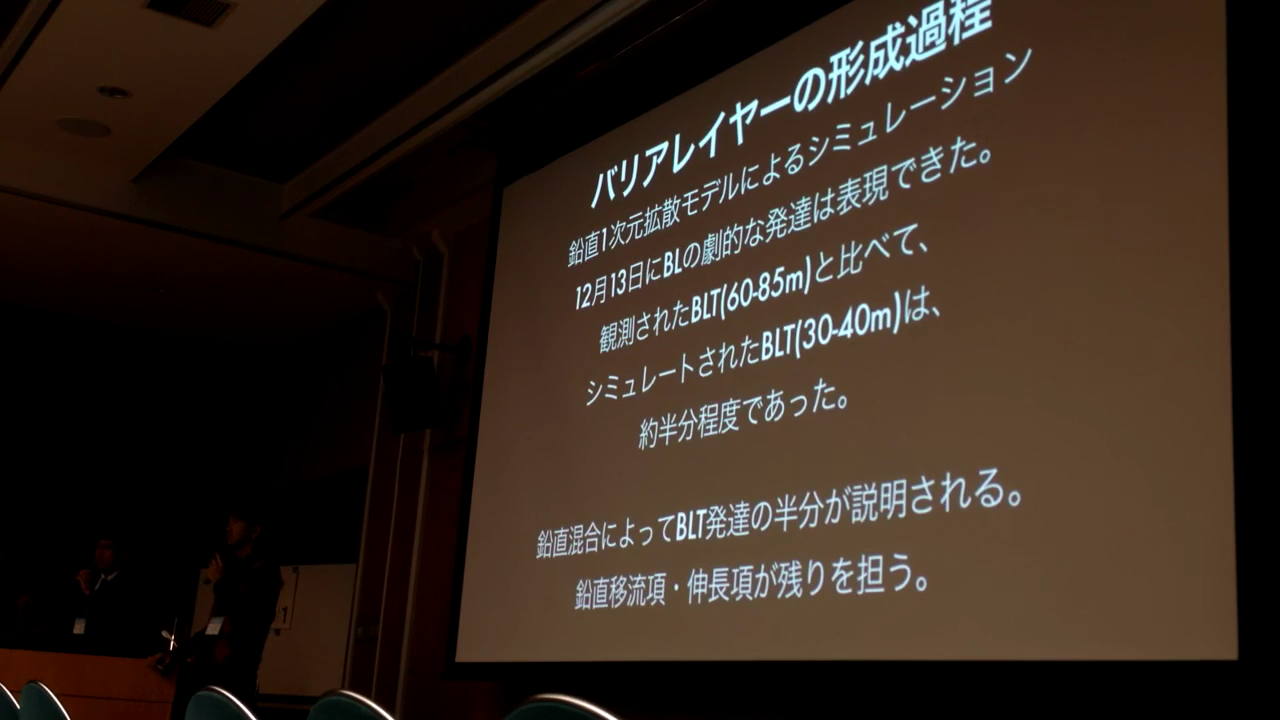 バリアレイヤーの形成過程
鉛直1次元拡散モデルによるシミュレーション
12月13日にBLの劇的な発達は表現できた。
観測されたBLT(60-85m)と比べて、
シミュレートされたBLT(30-40m)は、
約半分程度であった。
鉛直混合によってBLT発達の半分が説明される。
鉛直移流項・伸長項が残りを担う。
1